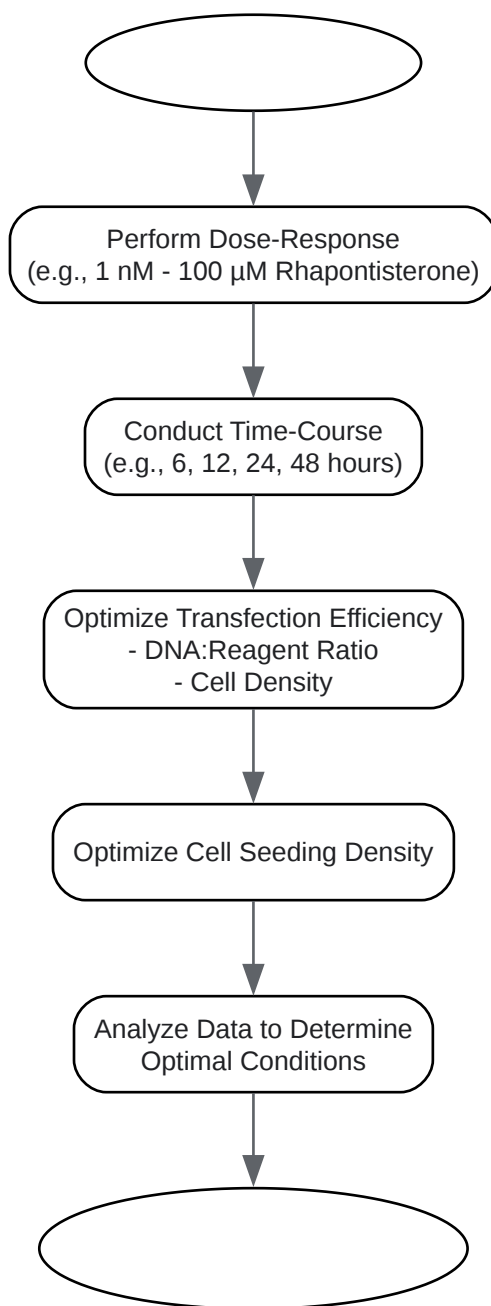 Perform Dose-Response
(e.g., 1 nM - 100 µM Rhapontisterone)
Conduct Time-Course
(e.g., 6, 12, 24, 48 hours)
Optimize Transfection Efficiency
- DNA:Reagent Ratio
- Cell Density
Optimize Cell Seeding Density
Analyze Data to Determine
Optimal Conditions